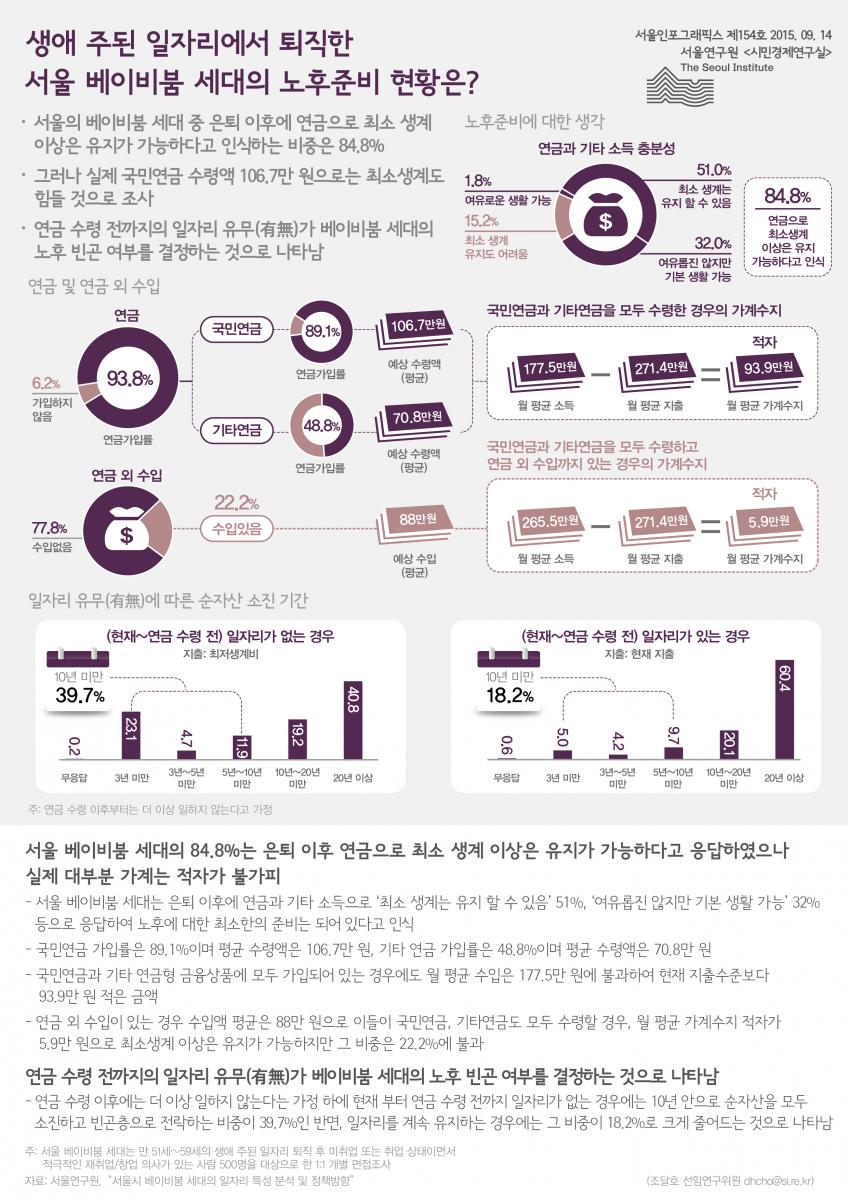 생애 주된 일자리에서 퇴직한
서울 베이비붐 세대의 노후준비 현황은?
서울인포그래픽스 제154호 2015. 09. 14
서울연구원 <시민경제연구실>
The Seoul Institute
· 서울의 베이비붐 세대 중 은퇴 이후에 연금으로 최소 생계
이상은 유지가 가능하다고 인식하는 비중은 84.8%
· 그러나 실제 국민연금 수령액 106.7만 원으로는 최소생계도
힘들 것으로 조사
· 연금 수령 전까지의 일자리 유무(有無)가 베이비붐 세대의
노후 빈곤 여부를 결정하는 것으로 나타남
노후준비에 대한 생각
연금과 기타 소득 충분성
1.8%
여유로운 생활 가능
15.2%
최소 생계
유지도 어려움
$
51.0%
최소 생계는
유지 할 수 있음
32.0%
여유롭진 않지만
기본 생활 가능
84.8%
연금으로
최소생계
이상은 유지
가능하다고 인식
연금 및 연금 외 수입
연금
93.8%
6.2%
가입하지
않음
연금가입률
국민연금
89.1%
연금가입률
106.7만원
예상 수령액
(평균)
기타연금
48.8%
연금가입률
70.8만원
예상 수령액
(평균)
국민연금과 기타연금을 모두 수령한 경우의 가계수지
적자
177.5만원 − 271.4만원 = 93.9만원
월 평균 소득 월 평균 지출 월 평균 가계수지
연금 외 수입
77.8%
수입없음
$
22.2%
수입있음
88만원
예상 수입
(평균)
국민연금과 기타연금을 모두 수령하고
연금 외 수입까지 있는 경우의 가계수지
적자
265.5만원 − 271.4만원 = 5.9만원
월 평균 소득 월 평균 지출 월 평균 가계수지
일자리 유무(有無)에 따른 순자산 소진 기간
(현재~연금 수령 전) 일자리가 없는 경우
지출: 최저생계비
10년 미만
39.7%
0.2 23.1 4.7 11.9 19.2 40.8
무응답 3년 미만 3년~5년 미만 5년~10년 미만 10년~20년 미만 20년 이상
(현재~연금 수령 전) 일자리가 있는 경우
지출: 현재 지출
10년 미만
18.2%
0.6 5.0 4.2 9.7 20.1 60.4
무응답 3년 미만 3년~5년 미만 5년~10년 미만 10년~20년 미만 20년 이상
주: 연금 수령 이후부터는 더 이상 일하지 않는다고 가정
서울 베이비붐 세대의 84.8%는 은퇴 이후 연금으로 최소 생계 이상은 유지가 가능하다고 응답하였으나
실제 대부분 가계는 적자가 불가피
- 서울 베이비붐 세대는 은퇴 이후에 연금과 기타 소득으로 ‘최소 생계는 유지 할 수 있음’ 51%, ‘여유롭진 않지만 기본 생활 가능’ 32%
등으로 응답하여 노후에 대한 최소한의 준비는 되어 있다고 인식
- 국민연금 가입률은 89.1%이며 평균 수령액은 106.7만 원, 기타 연금 가입률은 48.8%이며 평균 수령액은 70.8만 원
- 국민연금과 기타 연금형 금융상품에 모두 가입되어 있는 경우에도 월 평균 수입은 177.5만 원에 불과하여 현재 지출수준보다
93.9만 원 적은 금액
- 연금 외 수입이 있는 경우 수입액 평균은 88만 원으로 이들이 국민연금, 기타연금도 모두 수령할 경우, 월 평균 가계수지 적자가
5.9만 원으로 최소생계 이상은 유지가 가능하지만 그 비중은 22.2%에 불과
연금 수령 전까지의 일자리 유무(有無)가 베이비붐 세대의 노후 빈곤 여부를 결정하는 것으로 나타남
- 연금 수령 이후에는 더 이상 일하지 않는다는 가정 하에 현재 부터 연금 수령 전까지 일자리가 없는 경우에는 10년 안으로 순자산을 모두
소진하고 빈곤층으로 전락하는 비중이 39.7%인 반면, 일자리를 계속 유지하는 경우에는 그 비중이 18.2%로 크게 줄어드는 것으로 나타남
주: 서울 베이비붐 세대는 만 51세~59세의 생애 주된 일자리 퇴직 후 미취업 또는 취업 상태이면서
적극적인 재취업/창업 의사가 있는 사람 500명을 대상으로 한 1:1 개별 면접조사
자료: 서울연구원, “서울시 베이비붐 세대의 일자리 특성 분석 및 정책방향”
(조달호 선임연구위원 dhcho@si.re.kr)